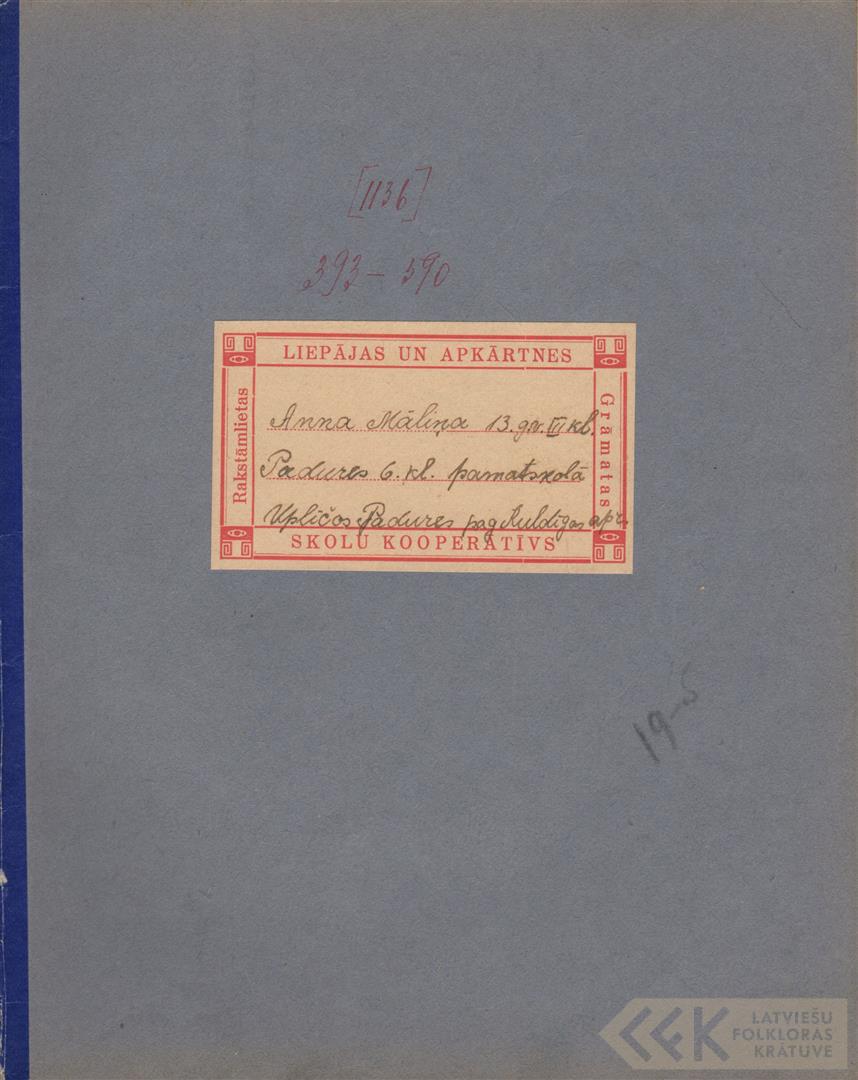 [1136]
393 – 590
LIEPĀJAS UN APKĀRTNES
Rakstāmlietas
Grāmatas
Anna Māliņa 13.g.v. VI kl.
Padures 6. kl. pamatskolā
Upličos Padures pag. Kuldīgas apr.
SKOLU KOOPERATĪVS
19-5
LATVIEŠU
FOLKLORAS
KRĀTUVE